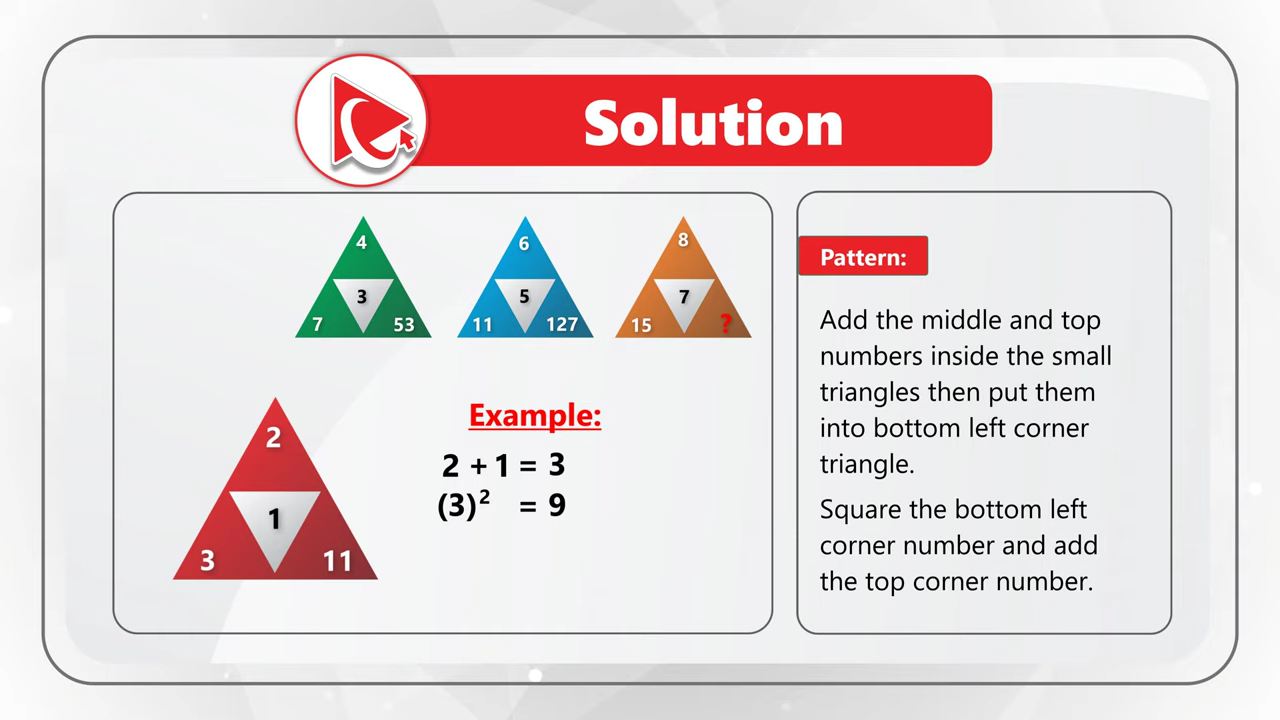 Solution
4
3
7 53
6
5
11 127
8
7
15 ?
Pattern:
Add the middle and top
numbers inside the small
triangles then put them
into bottom left corner
triangle.
Square the bottom left
corner number and add
the top corner number.
Example:
2 + 1 = 3
(3)² = 9
2
1
3 11